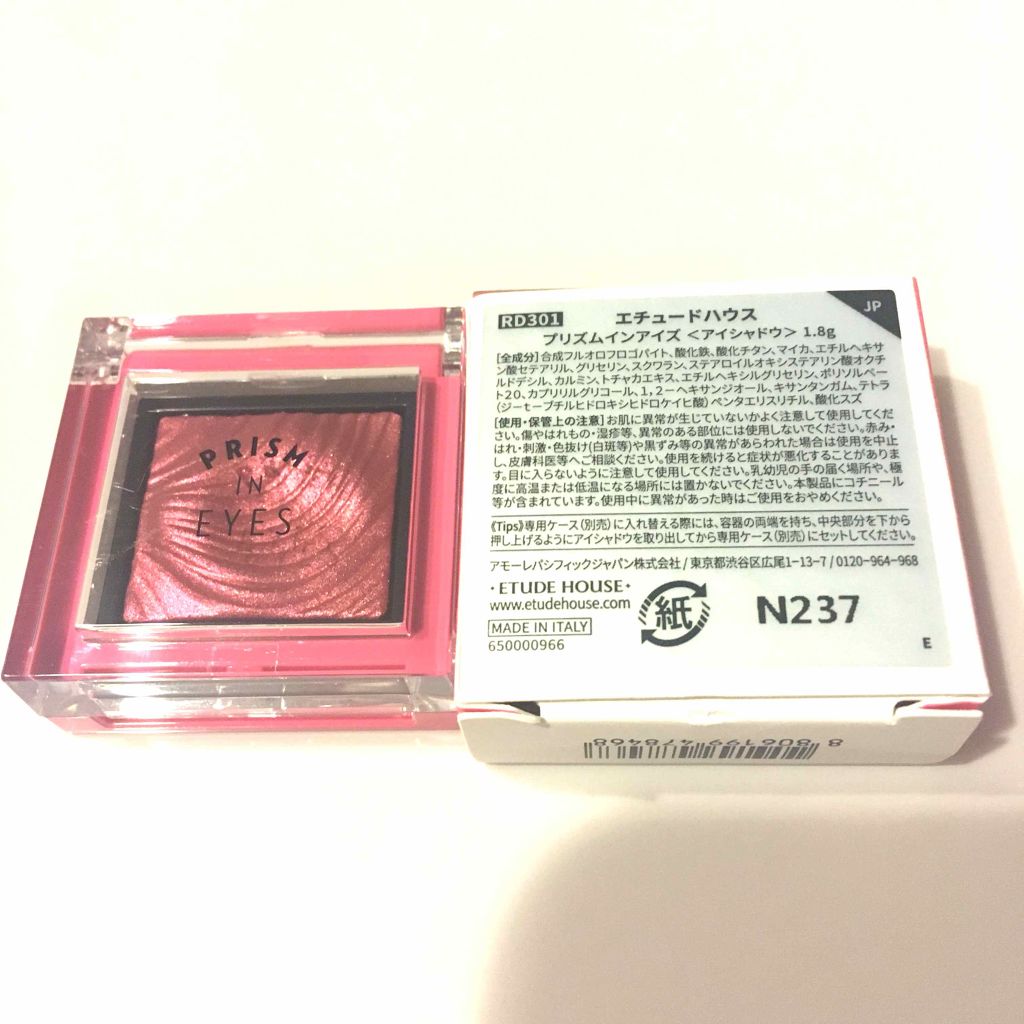 PRISM
IN
EYES
RD301
エチュードハウス
JP
プリズムインアイズ <アイシャドウ> 1.8g
[全成分] 合成フルオロフロゴパイト、酸化鉄、酸化チタン、マイカ、エチルヘキサ
ン酸セテアリル、グリセリン、スクワラン、ステアロイルオキシステアリン酸オクチ
ルドデシル、カルミン、トチャカエキス、エチルヘキシルグリセリン、ポリソルベー
ト20、カプリリルグリコール、1,2-ヘキサンジオール、キサンタンガム、テトラ
(ジ-t-ブチルヒドロキシヒドロケイヒ酸)ペンタエリスリチル、酸化スズ
[使用・保管上の注意] お肌に異常が生じていないかよく注意して使用してくだ
さい。傷やはれもの・湿疹等、異常のある部位には使用しないでください。赤み・
はれ・刺激・色抜け(白斑等)や黒ずみ等の異常があらわれた場合は使用を中止
し、皮膚科医等へご相談ください。使用を続けると症状が悪化することがありま
す。目に入らないように注意して使用してください。乳幼児の手の届く場所や、極
度に高温または低温になる場所には置かないでください。本製品にコチニール
等が含まれています。使用中に異常があった時はご使用をおやめください。
《Tips》専用ケース(別売)に入れ替える際には、容器の両端を持ち、中央部分を下から
押し上げるようにアイシャドウを取り出してから専用ケース(別売)にセットしてください。
アモーレパシフィックジャパン株式会社 / 東京都渋谷区広尾1-13-7 / 0120-964-968
・ETUDE HOUSE・
www.etudehouse.com
MADE IN ITALY
650000966
紙
N237
E
8 806199 478468